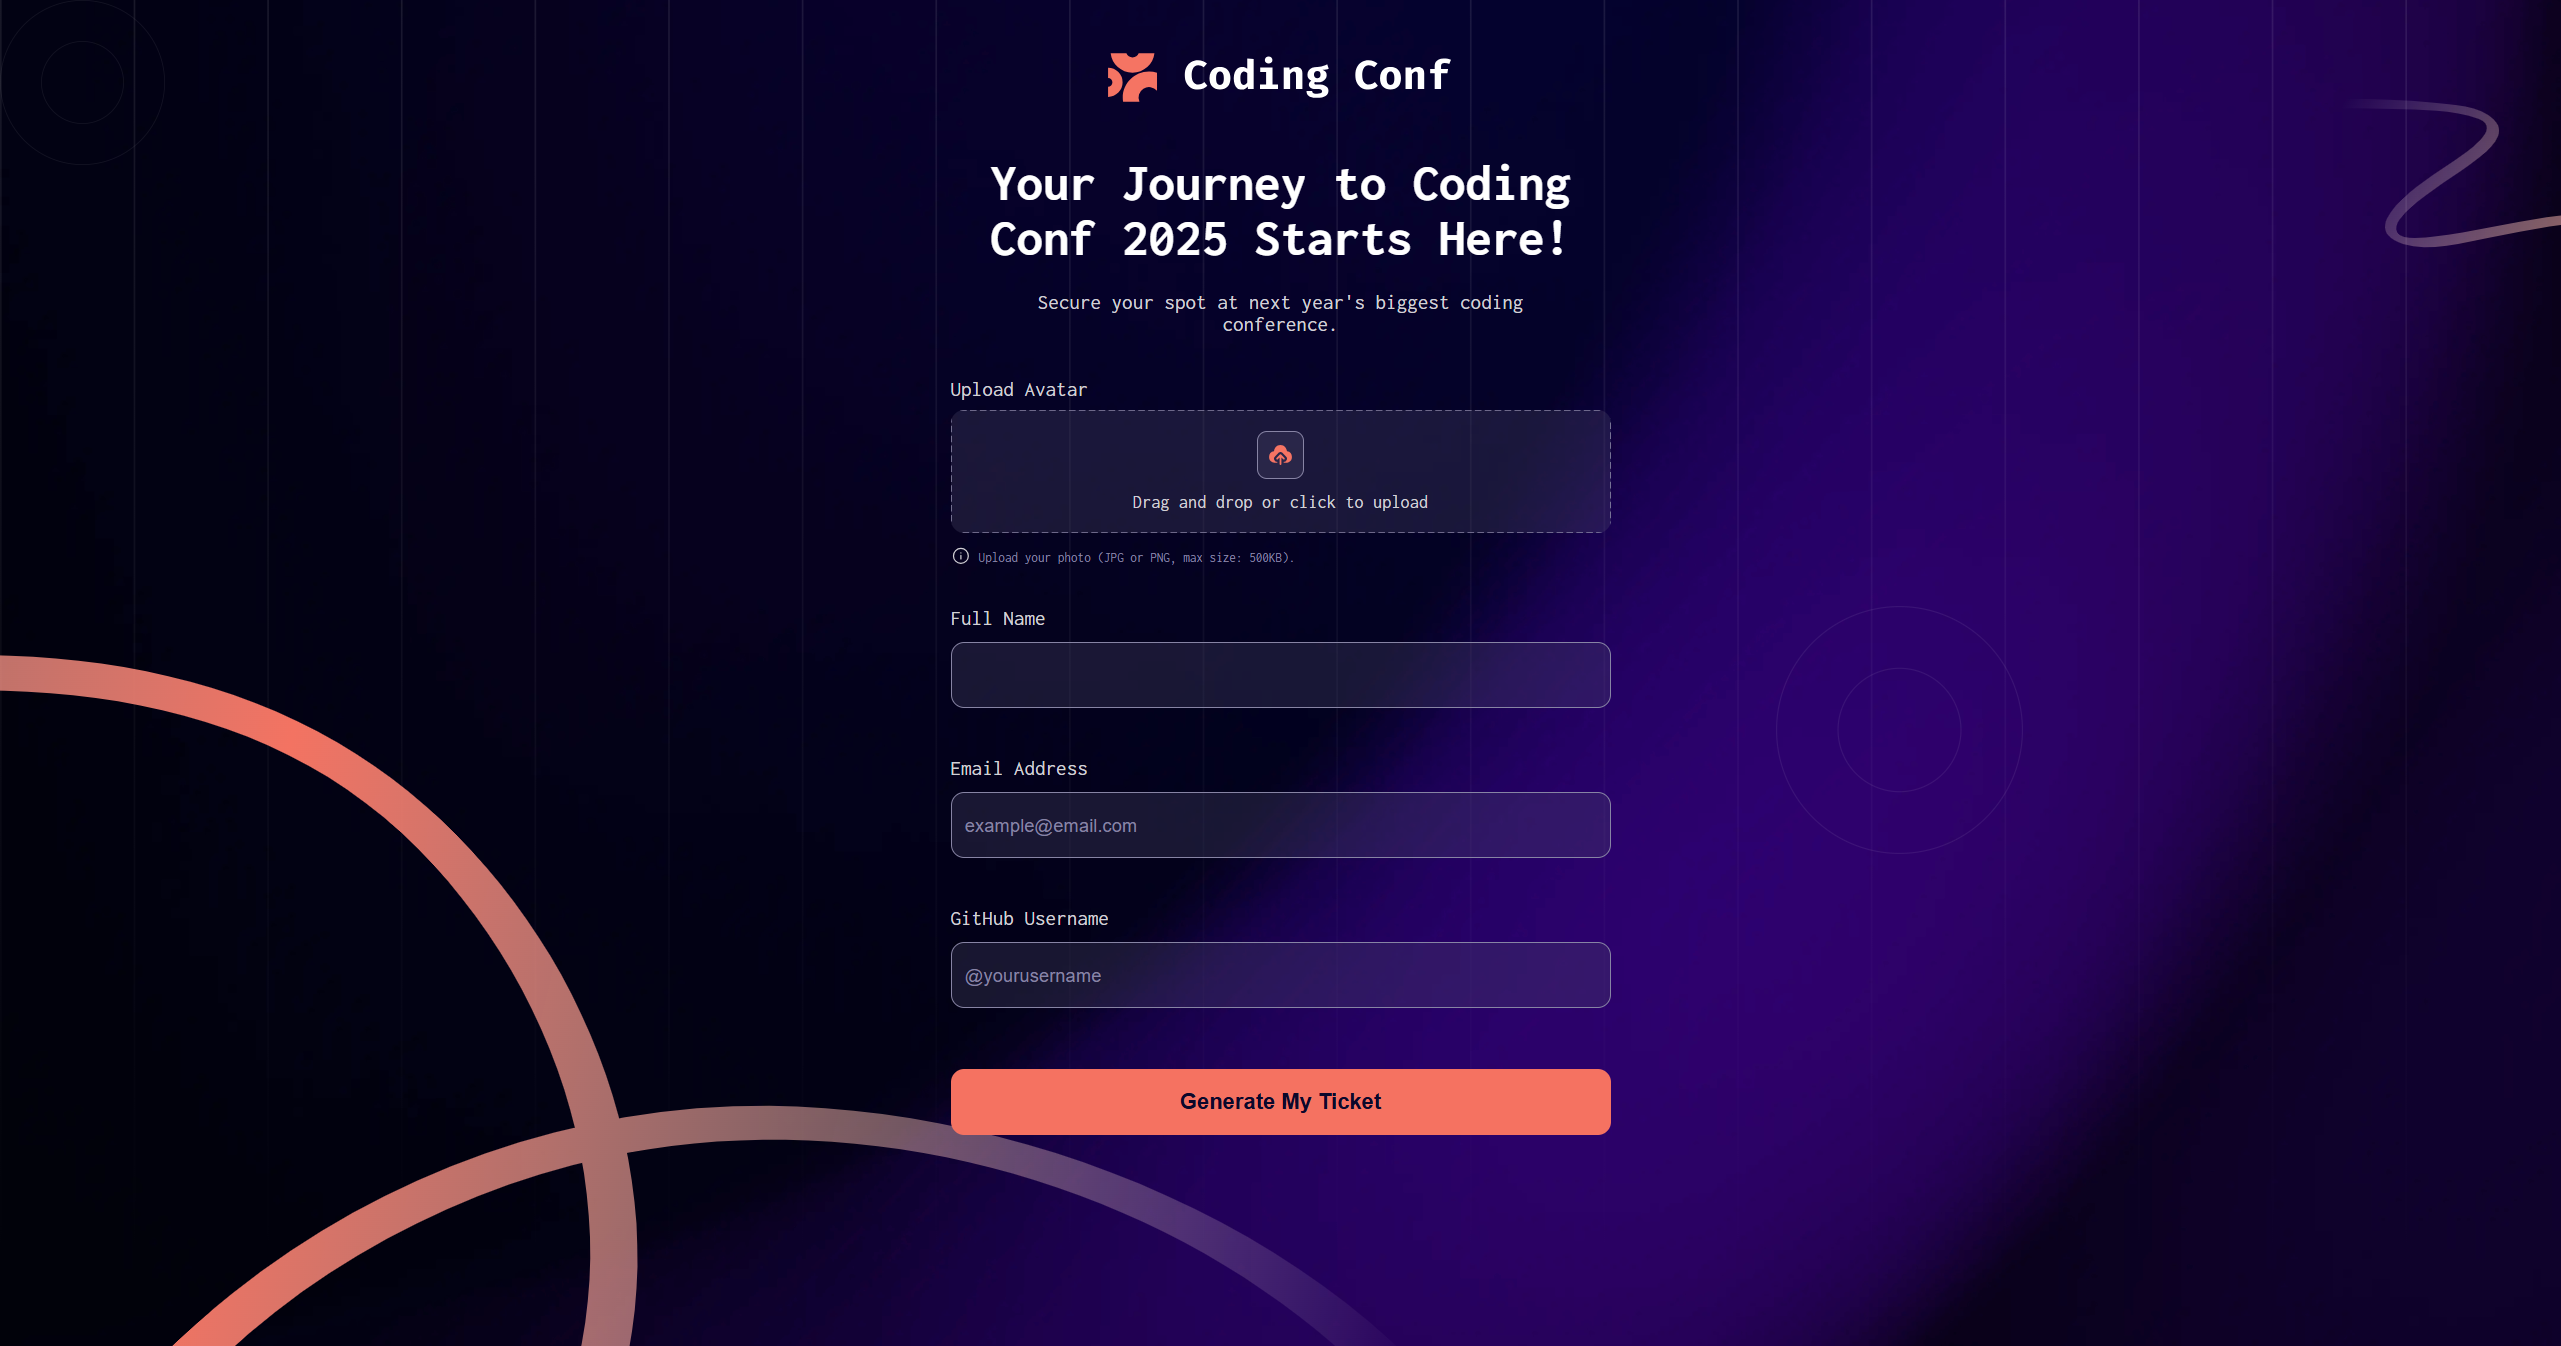 Coding Conf
Your Journey to Coding
Conf 2025 Starts Here!
Secure your spot at next year's biggest coding
conference.
Upload Avatar
Drag and drop or click to upload
Upload your photo (JPG or PNG, max size: 500KB).
Full Name
Email Address
example@email.com
GitHub Username
@yourusername
Generate My Ticket